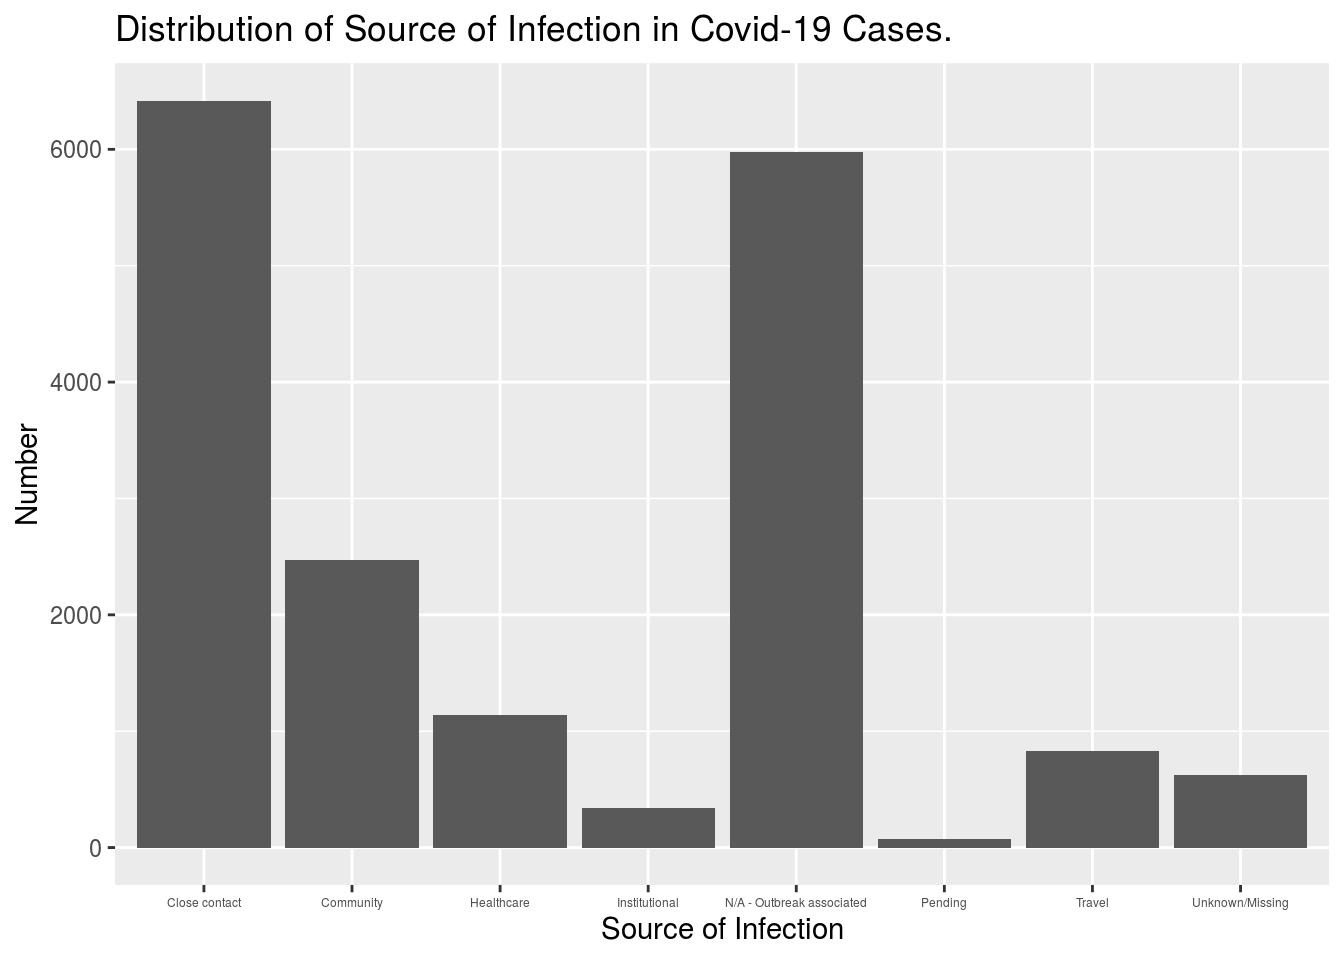 Distribution of Source of Infection in Covid-19 Cases.
6000
4000
2000
0
Number
Close contact Community Healthcare Institutional N/A - Outbreak associated Pending Travel Unknown/Missing
Source of Infection